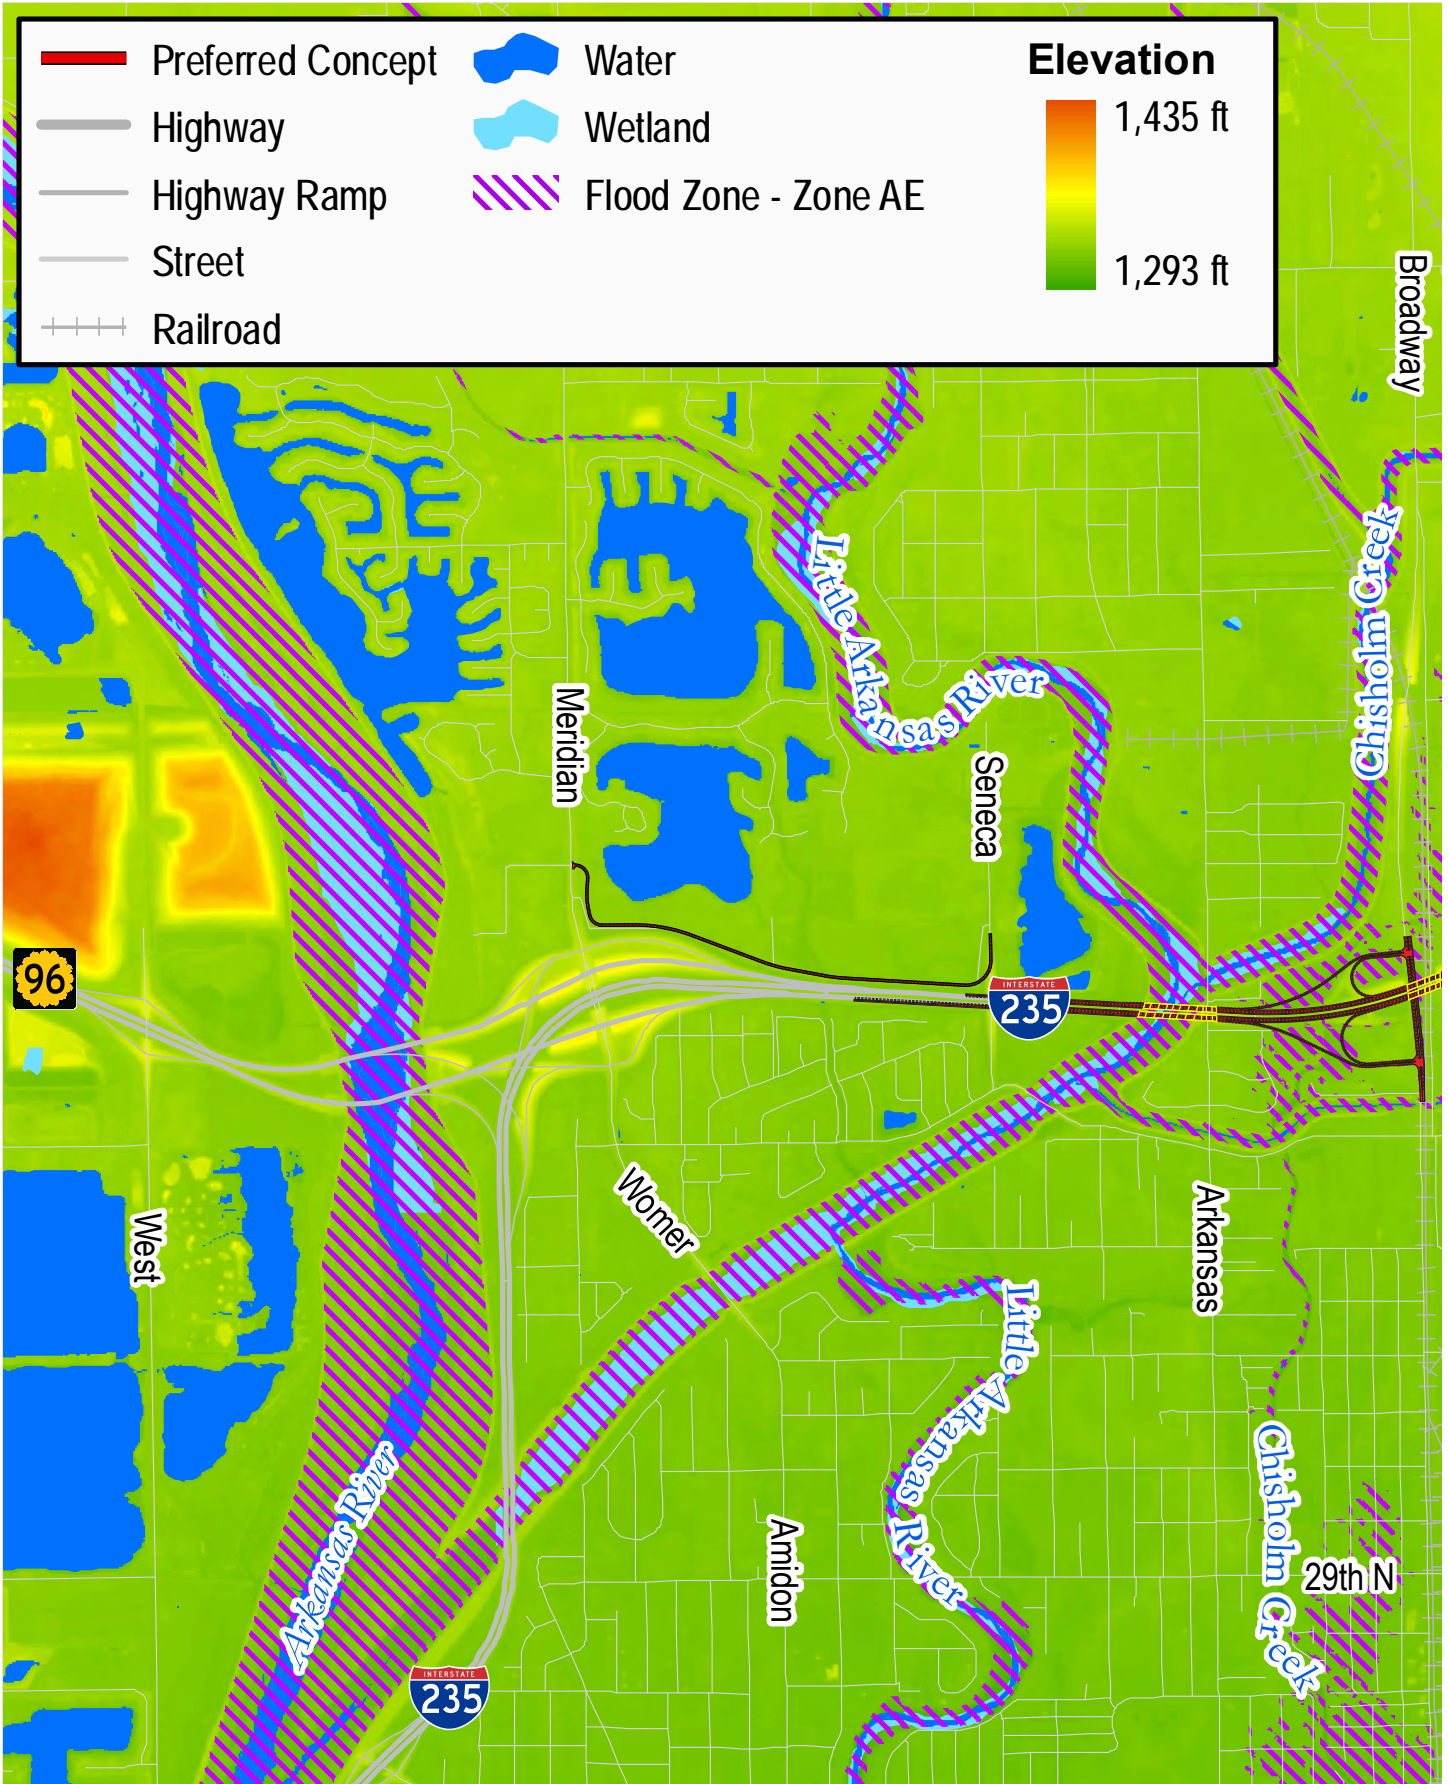 Preferred Concept
Highway
Highway Ramp
Street
Railroad
Water
Wetland
Flood Zone - Zone AE
Elevation
1,435 ft
1,293 ft
Broadway
Chisholm Creek
Little Arkansas River
Meridian
Seneca
96
INTERSTATE
235
Womer
West
Arkansas
Little Arkansas River
Arkansas River
Chisholm Creek
Amidon
29th N
INTERSTATE
235